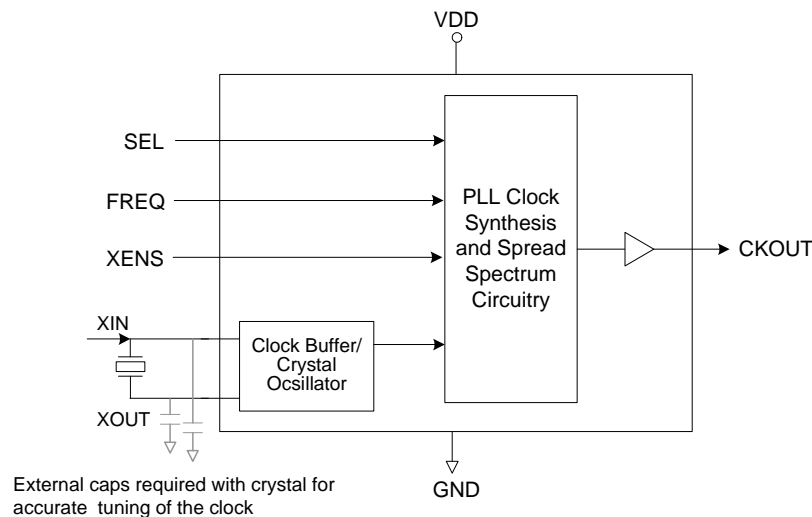 VDD
SEL
FREQ
XENS
PLL Clock
Synthesis
and Spread
Spectrum
Circuitry
CKOUT
XIN
Clock Buffer/
Crystal
Ocsillator
XOUT
GND
External caps required with crystal for
accurate tuning of the clock